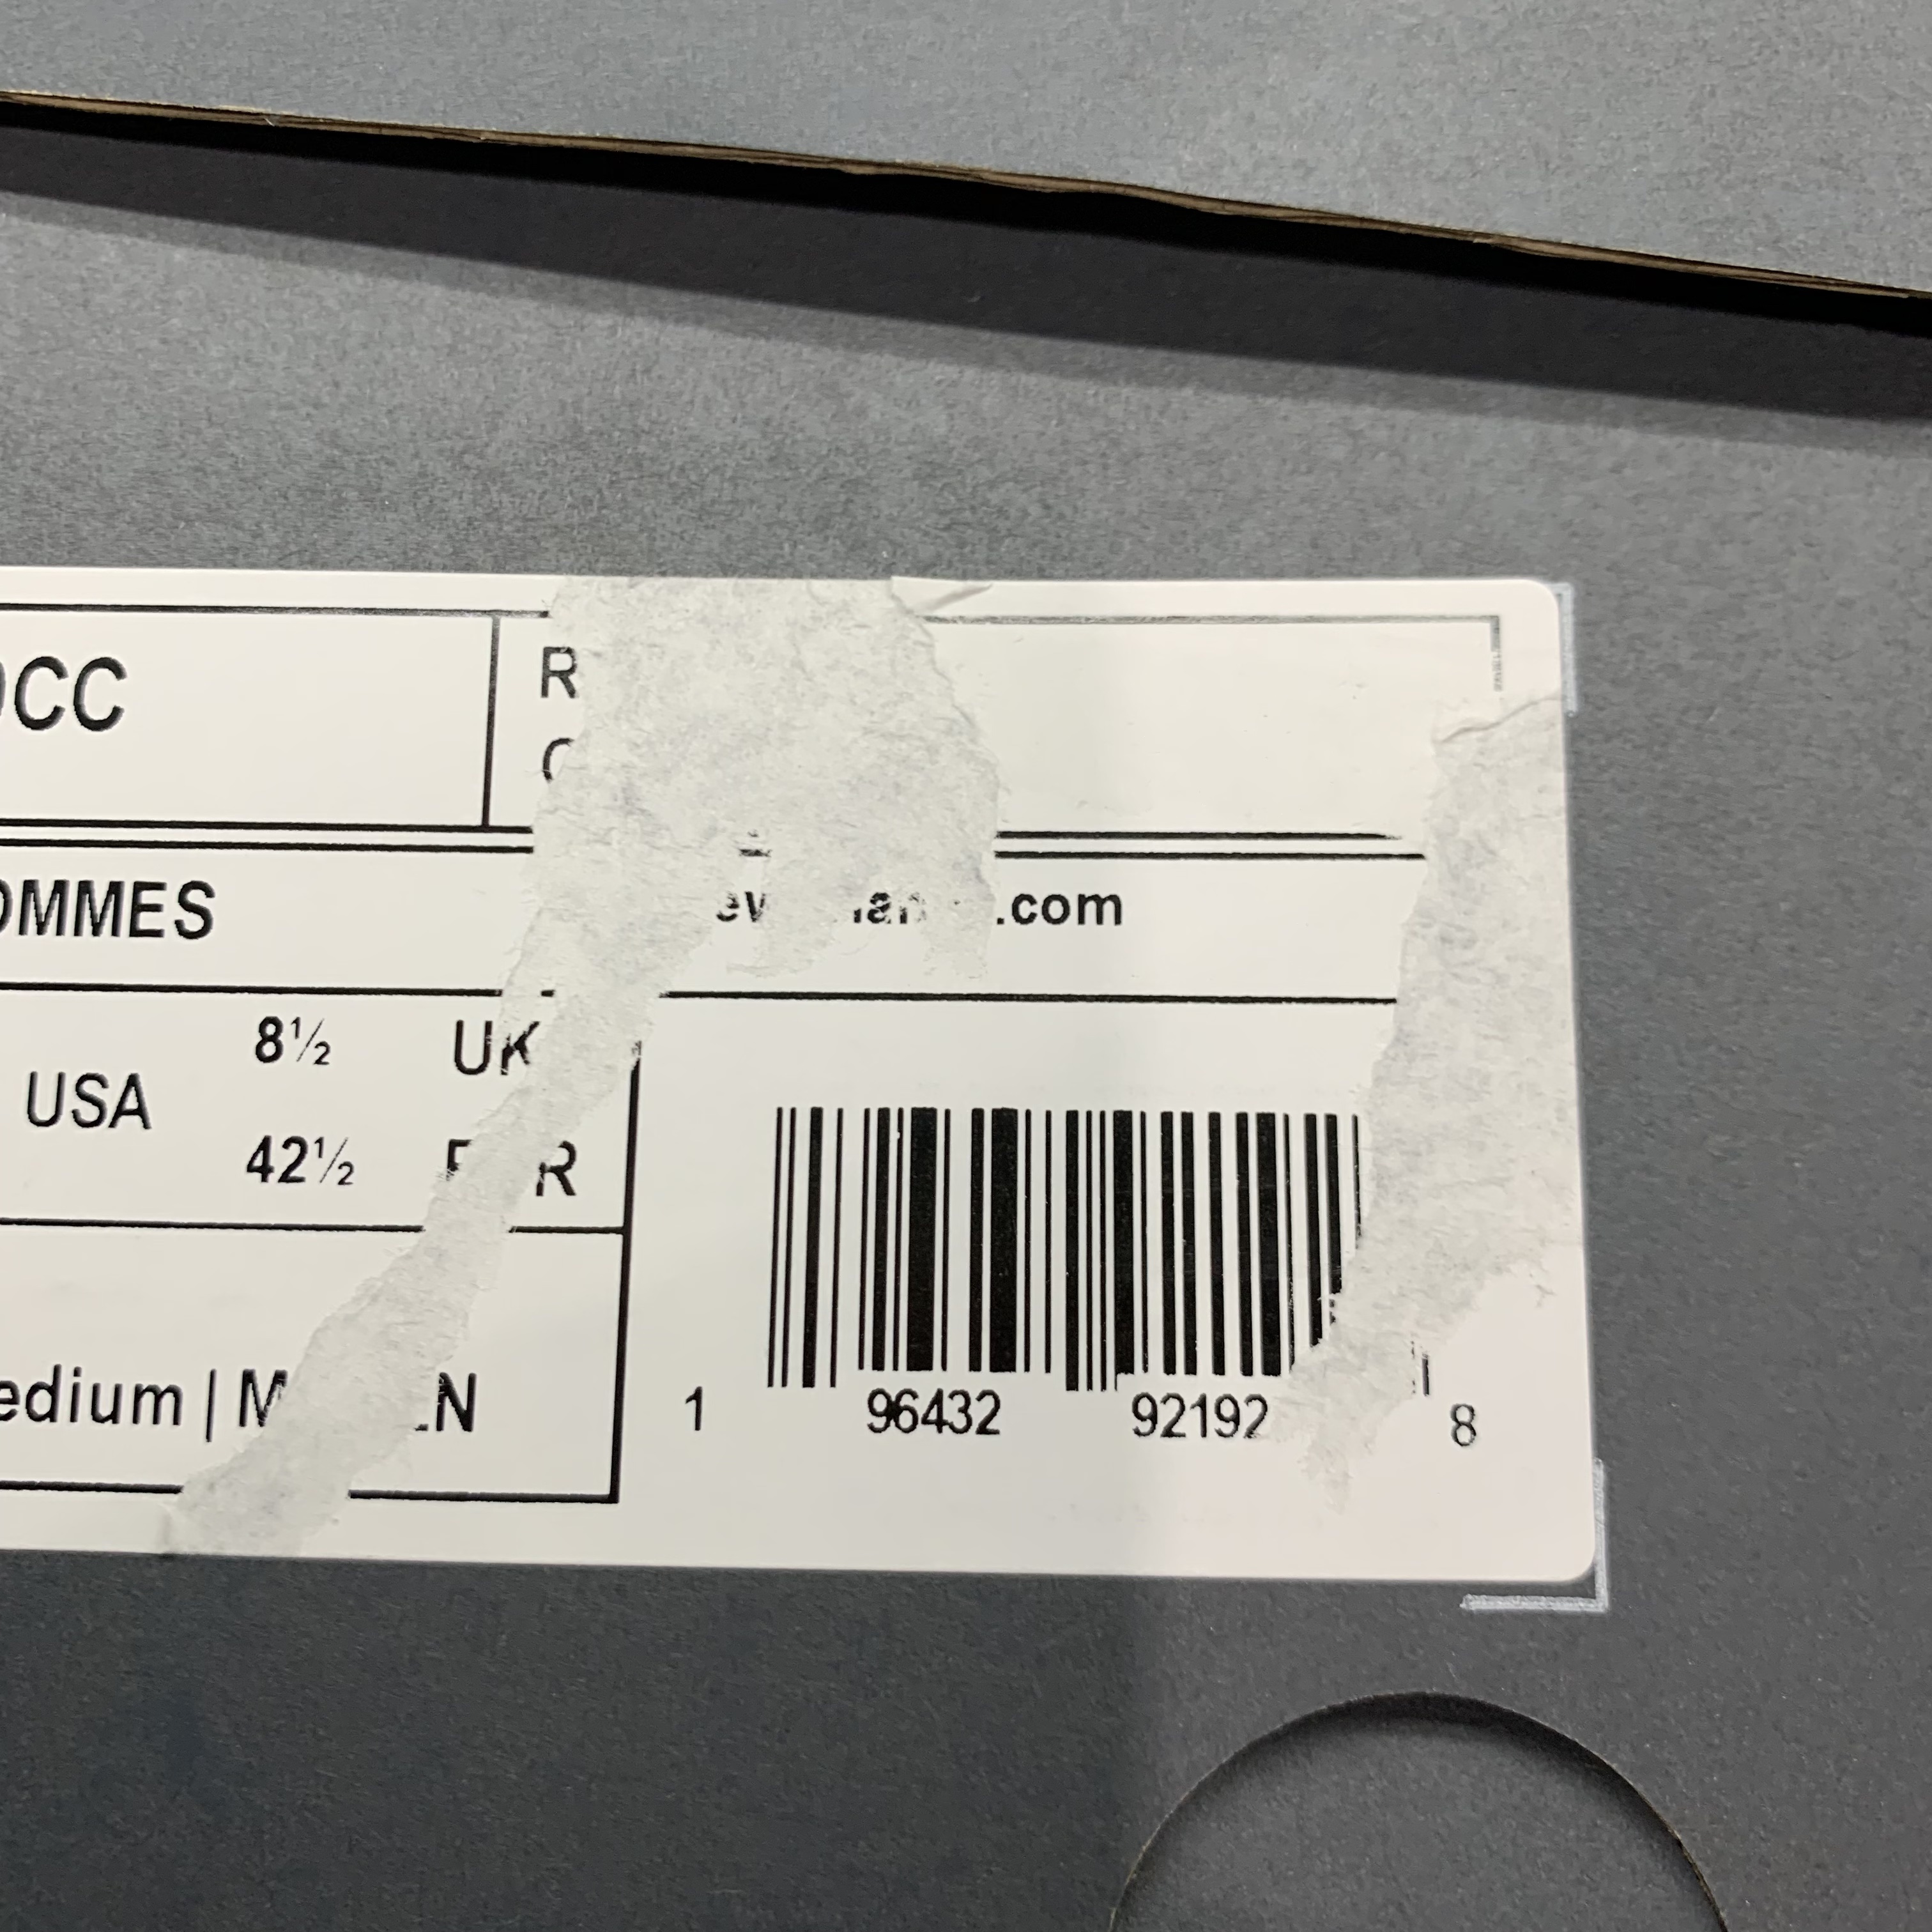 CC
R
OMMES
.com
8½ UK
USA
42½
edium | M
1 96432 92192 8